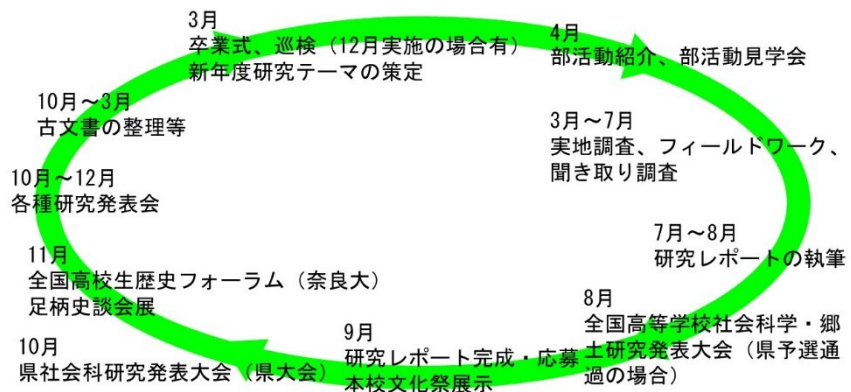 3月
卒業式、巡検（12月実施の場合有）
新年度研究テーマの策定
4月
部活動紹介、部活動見学会
3月～7月
実地調査、フィールドワーク、
聞き取り調査
7月～8月
研究レポートの執筆
8月
全国高等学校社会科学・郷
土研究発表大会（県予選通
過の場合）
9月
研究レポート完成・応募
本校文化祭展示
10月
県社会科研究発表大会（県大会）
11月
全国高校生歴史フォーラム（奈良大）
足柄史談会展
10月～12月
各種研究発表会
10月～3月
古文書の整理等